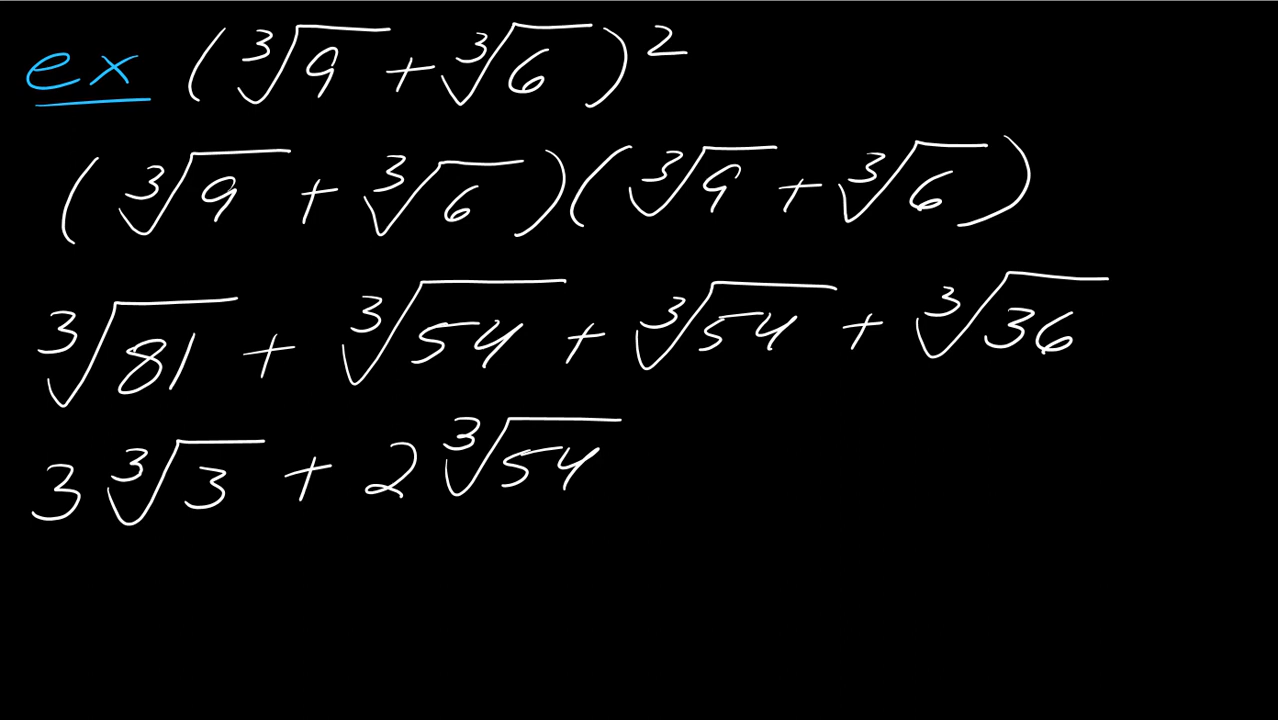 ex (∛9 + ∛6)²
(∛9 + ∛6)(∛9 + ∛6)
∛81 + ∛54 + ∛54 + ∛36
3∛3 + 2∛54